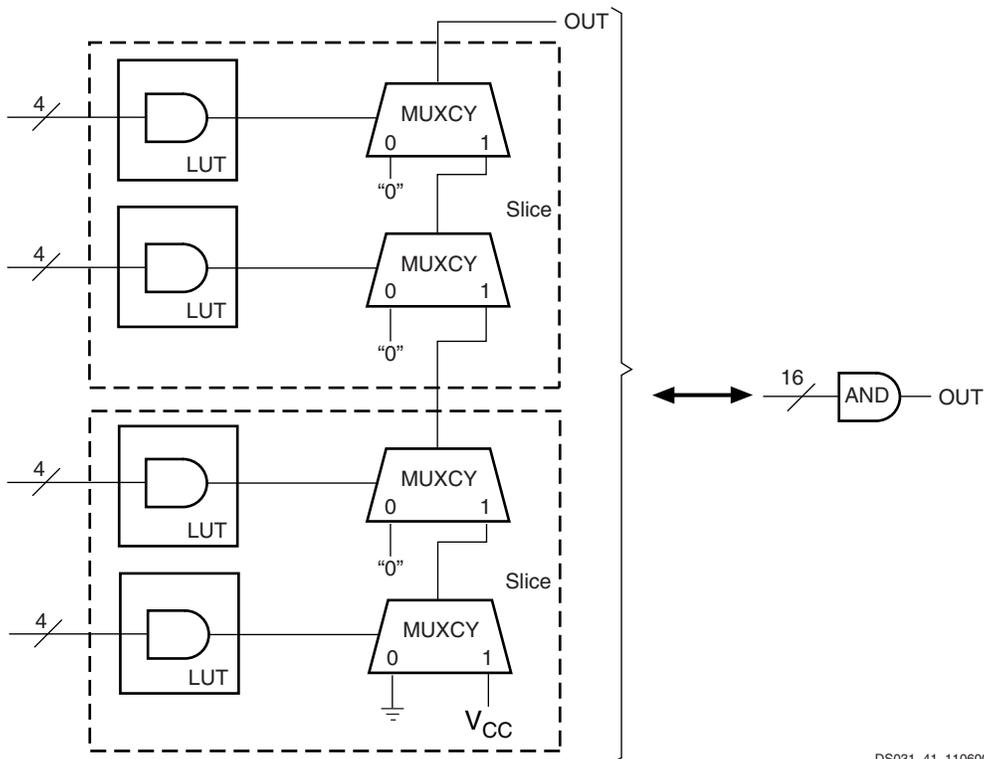 OUT
4
MUXCY
0 1
LUT
“0”
Slice
4
MUXCY
0 1
LUT
“0”
16
AND
OUT
4
MUXCY
0 1
LUT
“0”
Slice
4
MUXCY
0 1
LUT
VCC